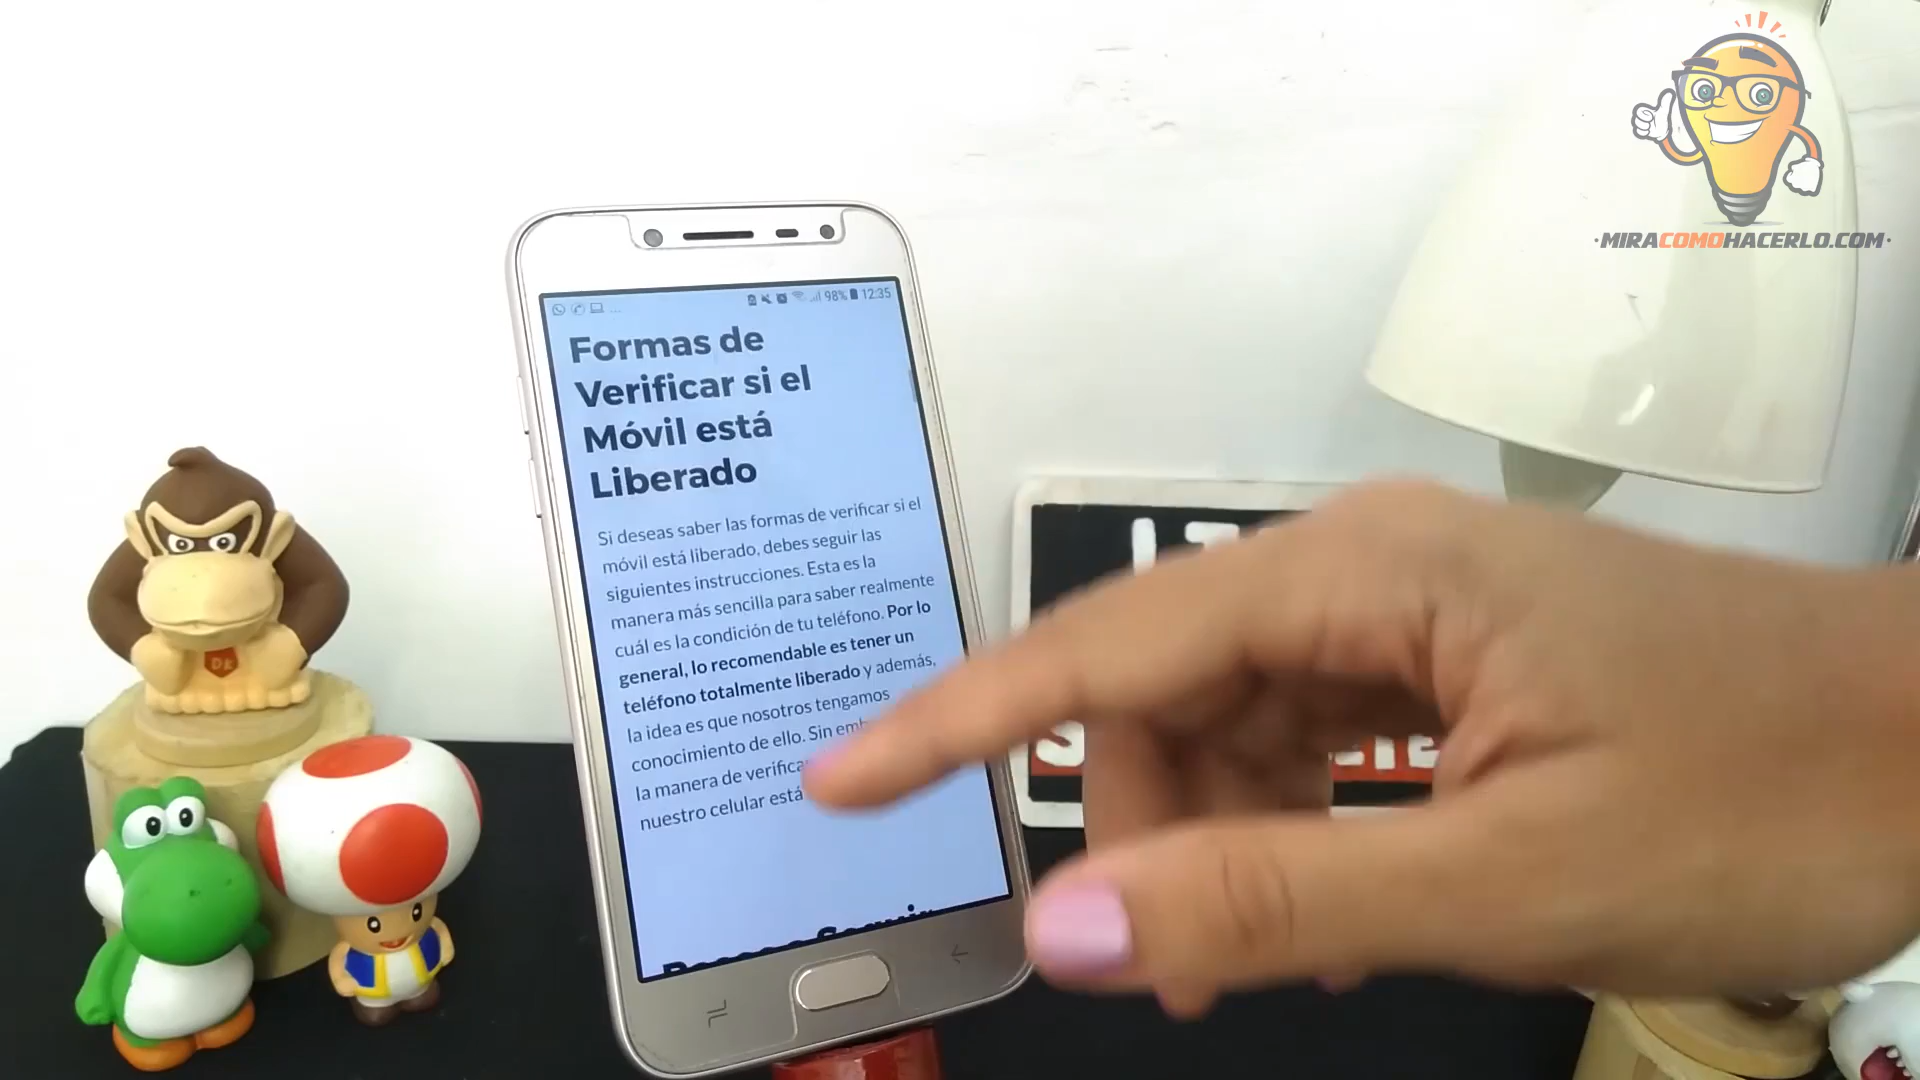 MIRACOMOHACERLO.COM
98% 12:35
Formas de
Verificar si el
Móvil está
Liberado
Si deseas saber las formas de verificar si el
móvil está liberado, debes seguir las
siguientes instrucciones. Esta es la
manera más sencilla para saber realmente
cuál es la condición de tu teléfono. Por lo
general, lo recomendable es tener un
teléfono totalmente liberado y además,
la idea es que nosotros tengamos
conocimiento de ello. Sin
la manera de
nuestro celular está
DK